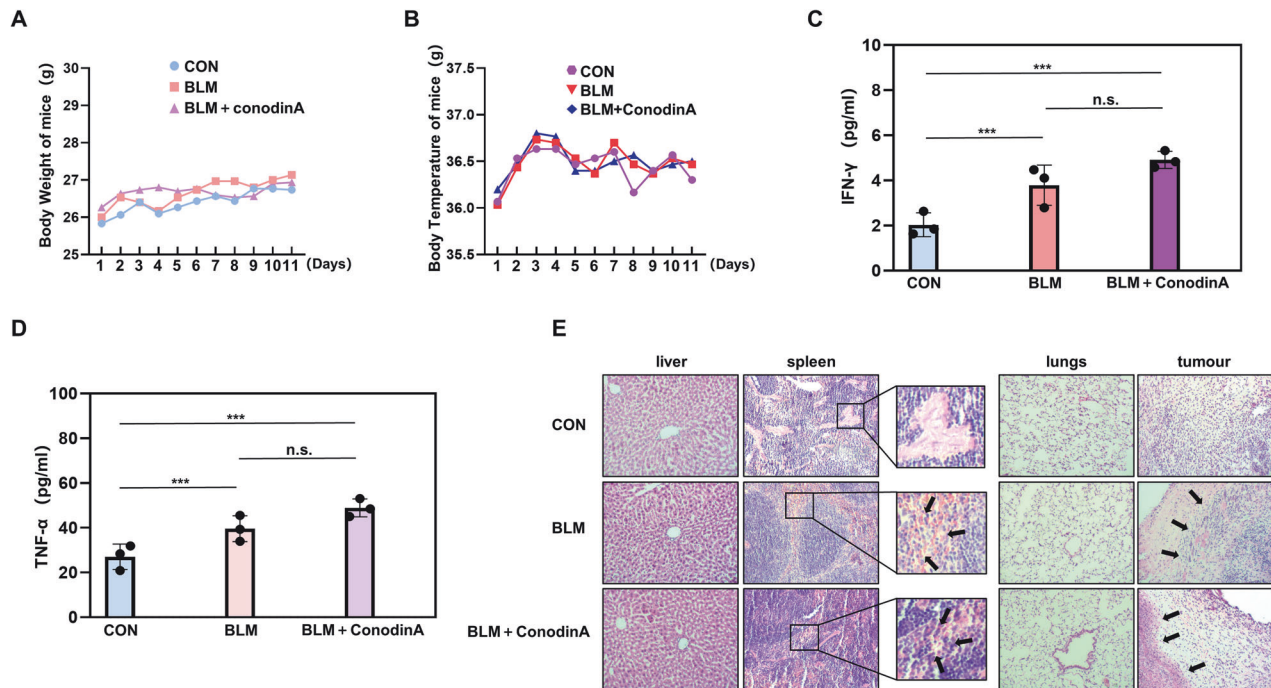 A
Body Weight of mice (g)
30
29
28
27
26
25
CON
BLM
BLM + conodinA
1 2 3 4 5 6 7 8 9 10 11 (Days)
B
Body Temperature of mice (g)
37.5
37.0
36.5
36.0
35.5
CON
BLM
BLM+ConodinA
1 2 3 4 5 6 7 8 9 10 11 (Days)
C
IFN-γ (pg/ml)
10
8
6
4
2
0
***
n.s.
***
CON BLM BLM + ConodinA
D
TNF-α (pg/ml)
100
80
60
40
20
0
***
n.s.
***
CON BLM BLM + ConodinA
E
liver spleen lungs tumour
CON
BLM
BLM + ConodinA